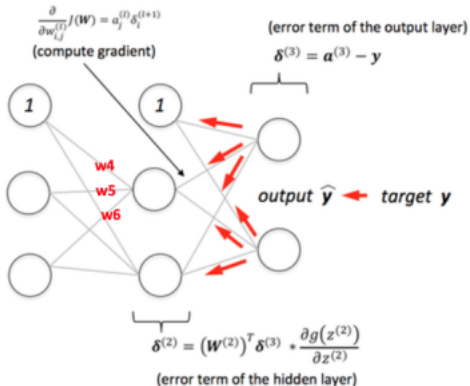 ∂/∂w_{i,j}^{(l)} J(W) = a_j^{(l)} δ_i^{(l+1)}
(compute gradient)
(error term of the output layer)
δ^{(3)} = a^{(3)} − y
1
1
w4
w5
w6
output ŷ
target y
δ^{(2)} = (W^{(2)})^T δ^{(3)} * ∂g(z^{(2)})/∂z^{(2)}
(error term of the hidden layer)